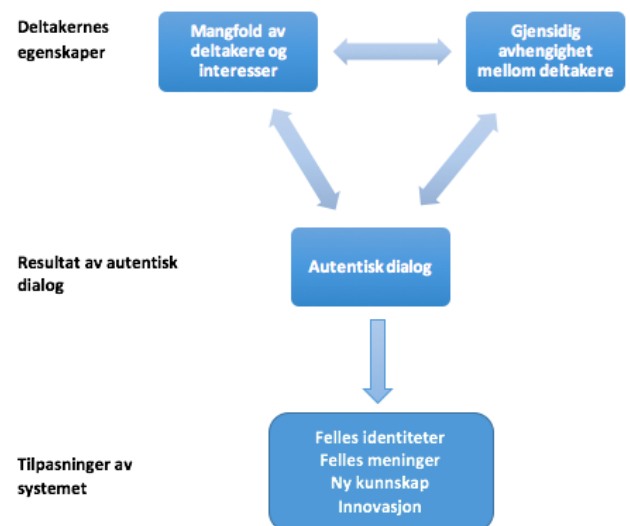 Deltakernes
egenskaper
Mangfold av
deltakere og
interesser
Gjensidig
avhengighet
mellom deltakere
Resultat av autentisk
dialog
Autentisk dialog
Tilpasninger av
systemet
Felles identiteter
Felles meninger
Ny kunnskap
Innovasjon